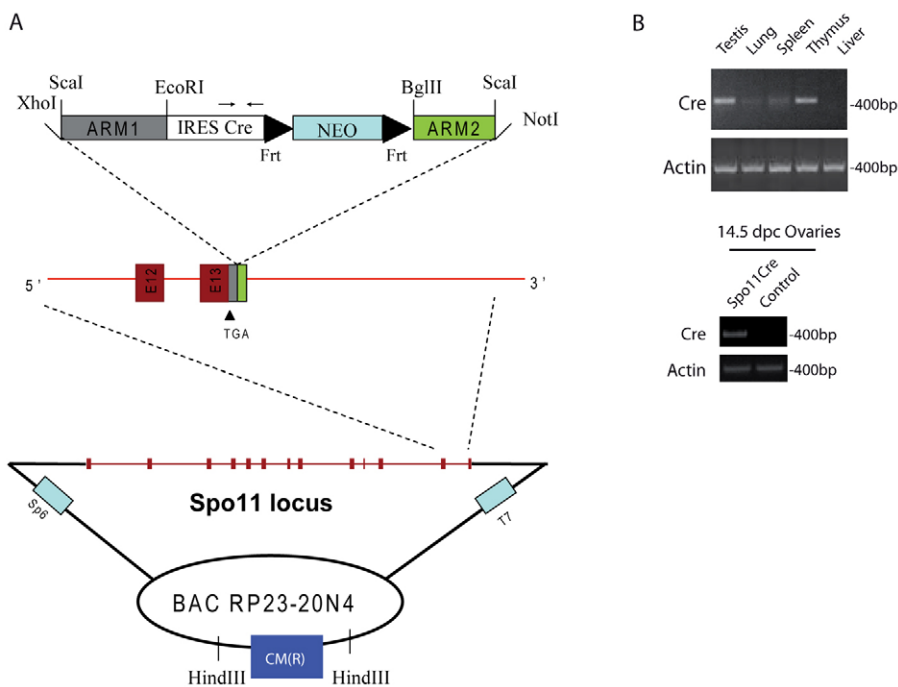 A
ScaI
EcoRI
BglII
ScaI
XhoI
NotI
ARM1
IRES Cre
NEO
ARM2
Frt
Frt
5 '
E12
E13
3 '
TGA
Spo11 locus
Sp6
T7
BAC RP23-20N4
CM(R)
HindIII
HindIII
B
Testis
Lung
Spleen
Thymus
Liver
Cre
-400bp
Actin
-400bp
14.5 dpc Ovaries
Spo11Cre
Control
Cre
-400bp
Actin
-400bp